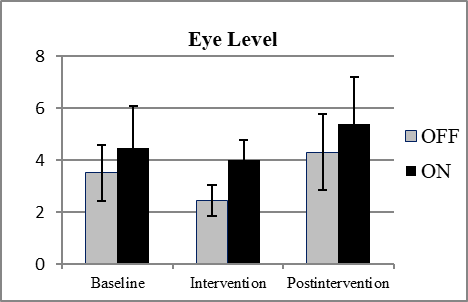 Eye Level
8
6
4
2
0
OFF
ON
Baseline Intervention Postintervention